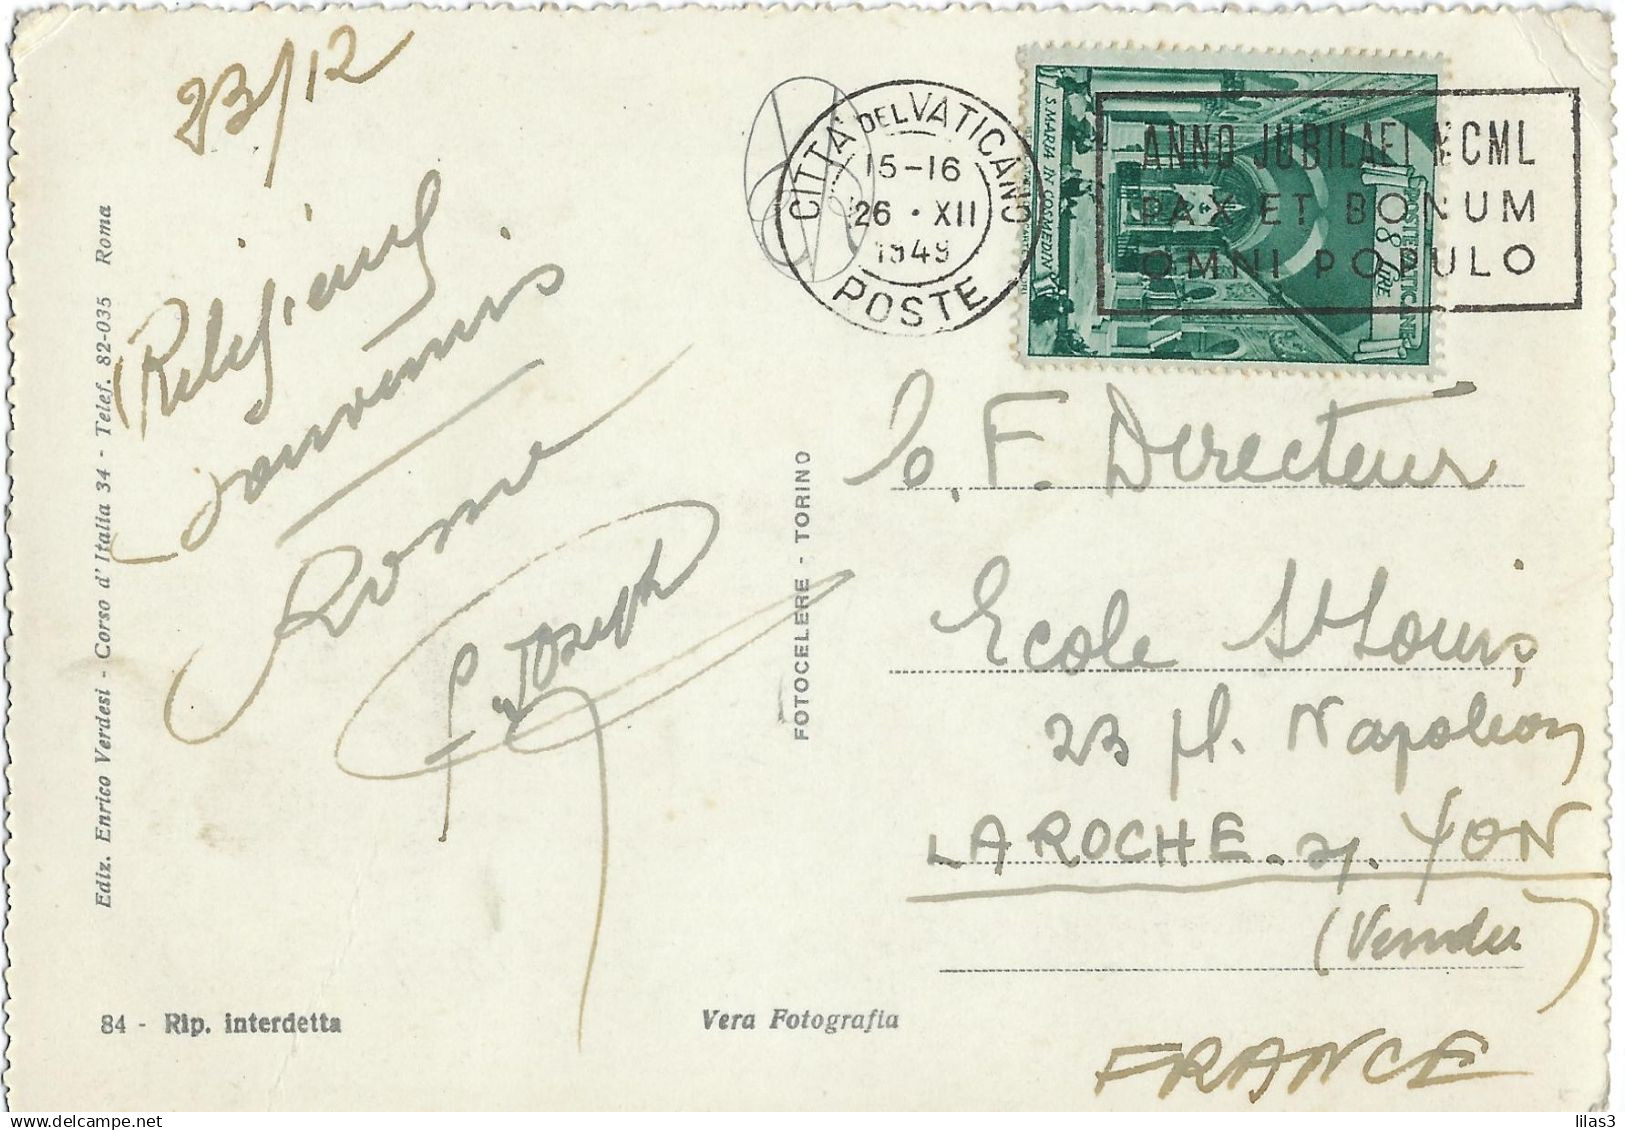 23/12
Religieux
souvenirs
Rome
F. Joseph
Ediz. Enrico Verdesi - Corso d'Italia 34 - Telef. 82-035 Roma
84 - Rip. interdetta
Vera Fotografia
FOTOCELERE - TORINO
CITTA' DEL VATICANO
15-16
26 · XII
1949
POSTE
ANNO JUBILAEI MCML
PAX ET BONUM
OMNI POPULO
S. MARIA IN COSMEDIN
POSTE VATICANE
8 LIRE
C. F. Directeur
Ecole St Louis
23 pl. Napoléon
LA ROCHE-s/-YON
(Vendée)
FRANCE
lilas3